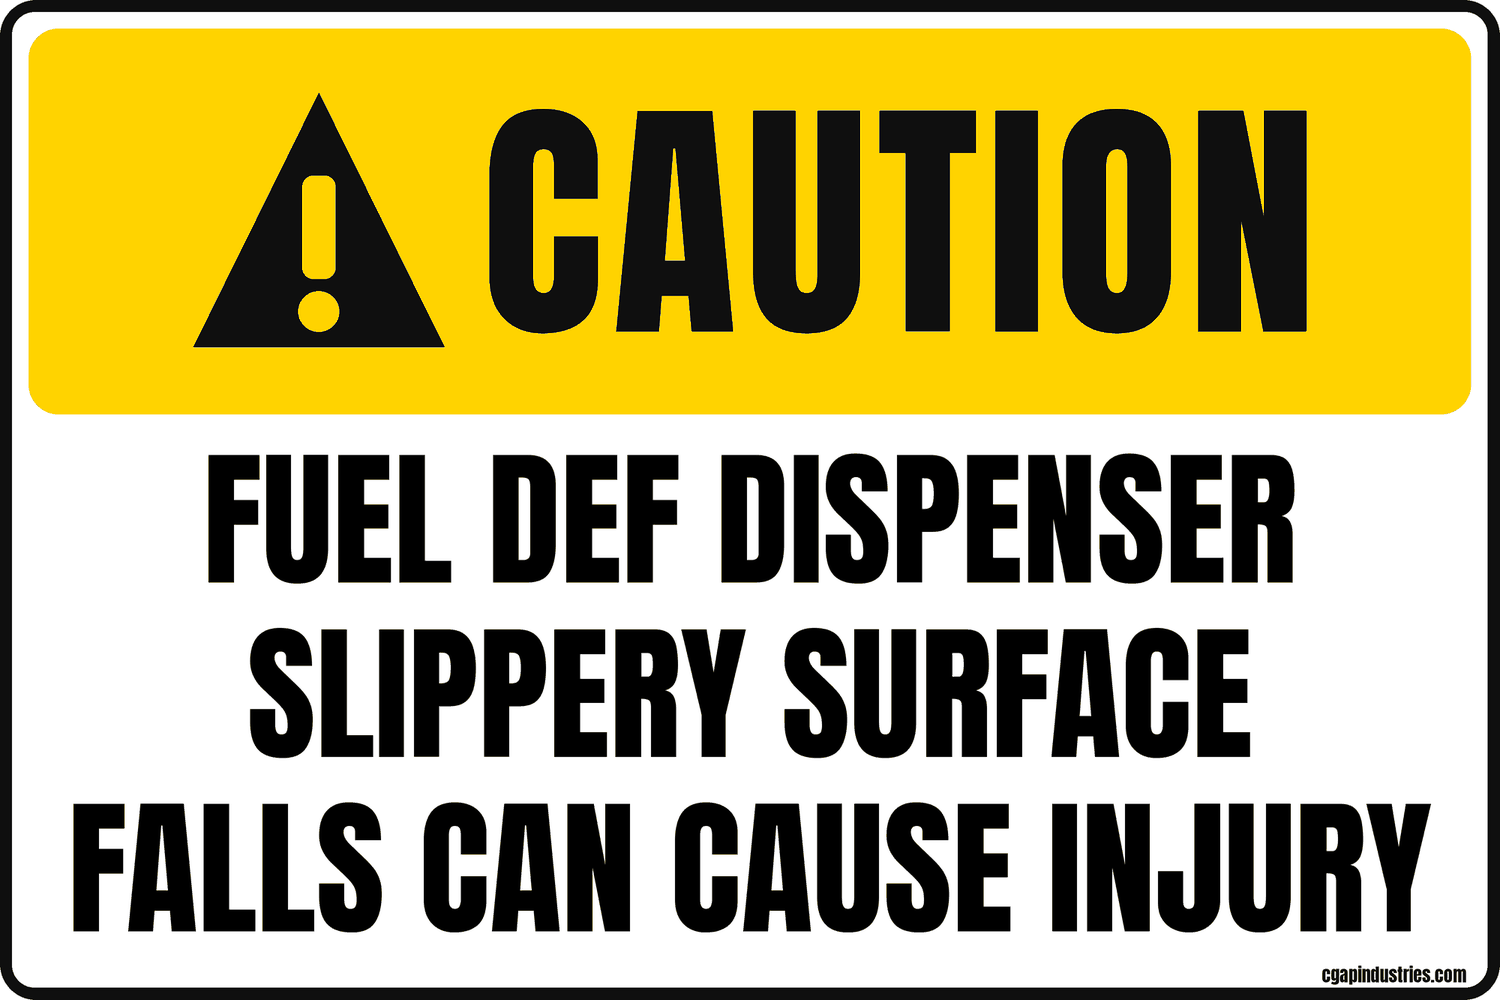 CAUTION
FUEL DEF DISPENSER
SLIPPERY SURFACE
FALLS CAN CAUSE INJURY
cgapindustries.com